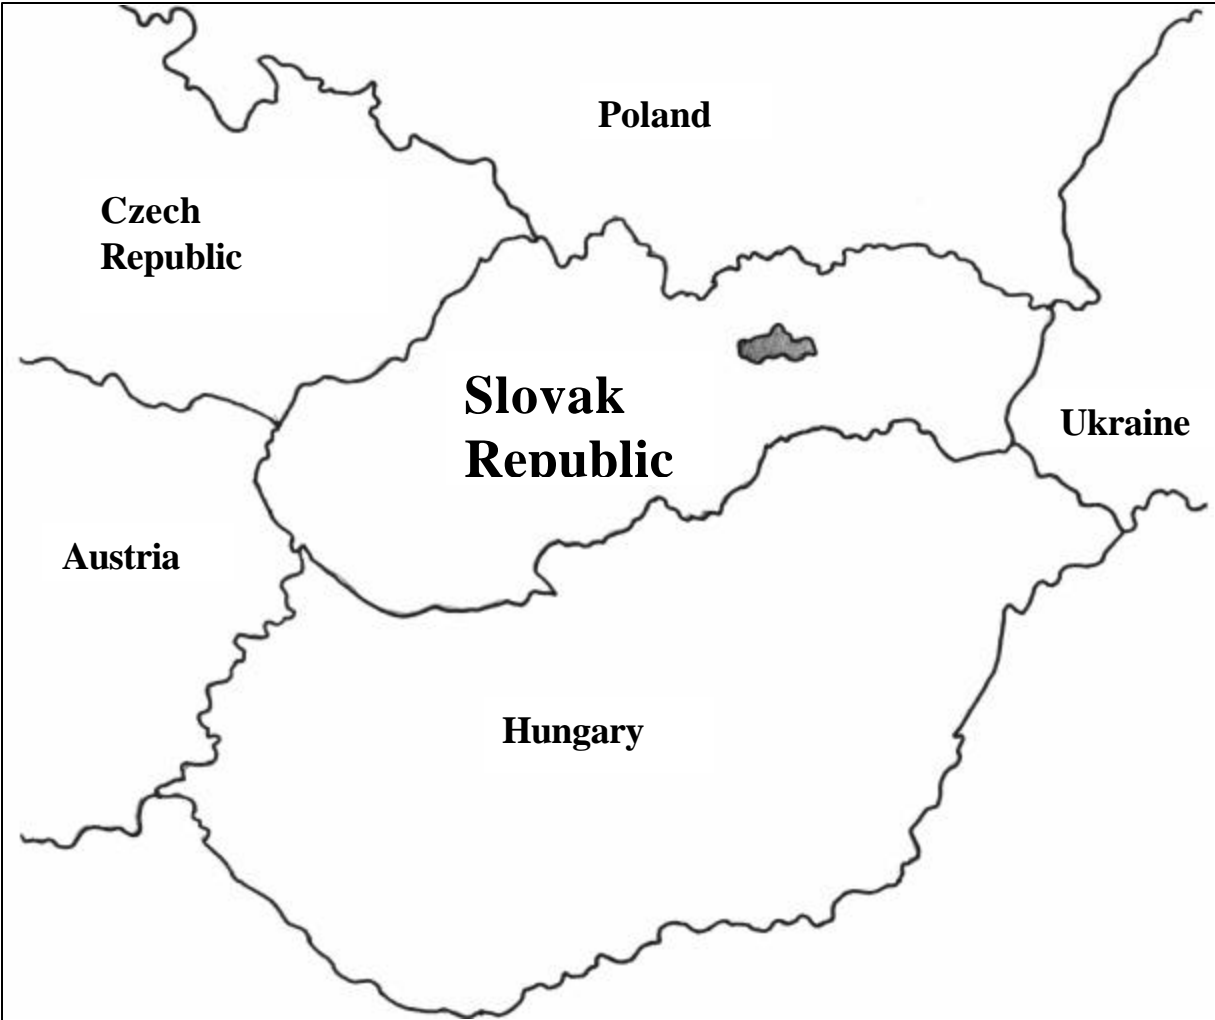 Poland
Czech
Republic
Slovak
Republic
Ukraine
Austria
Hungary